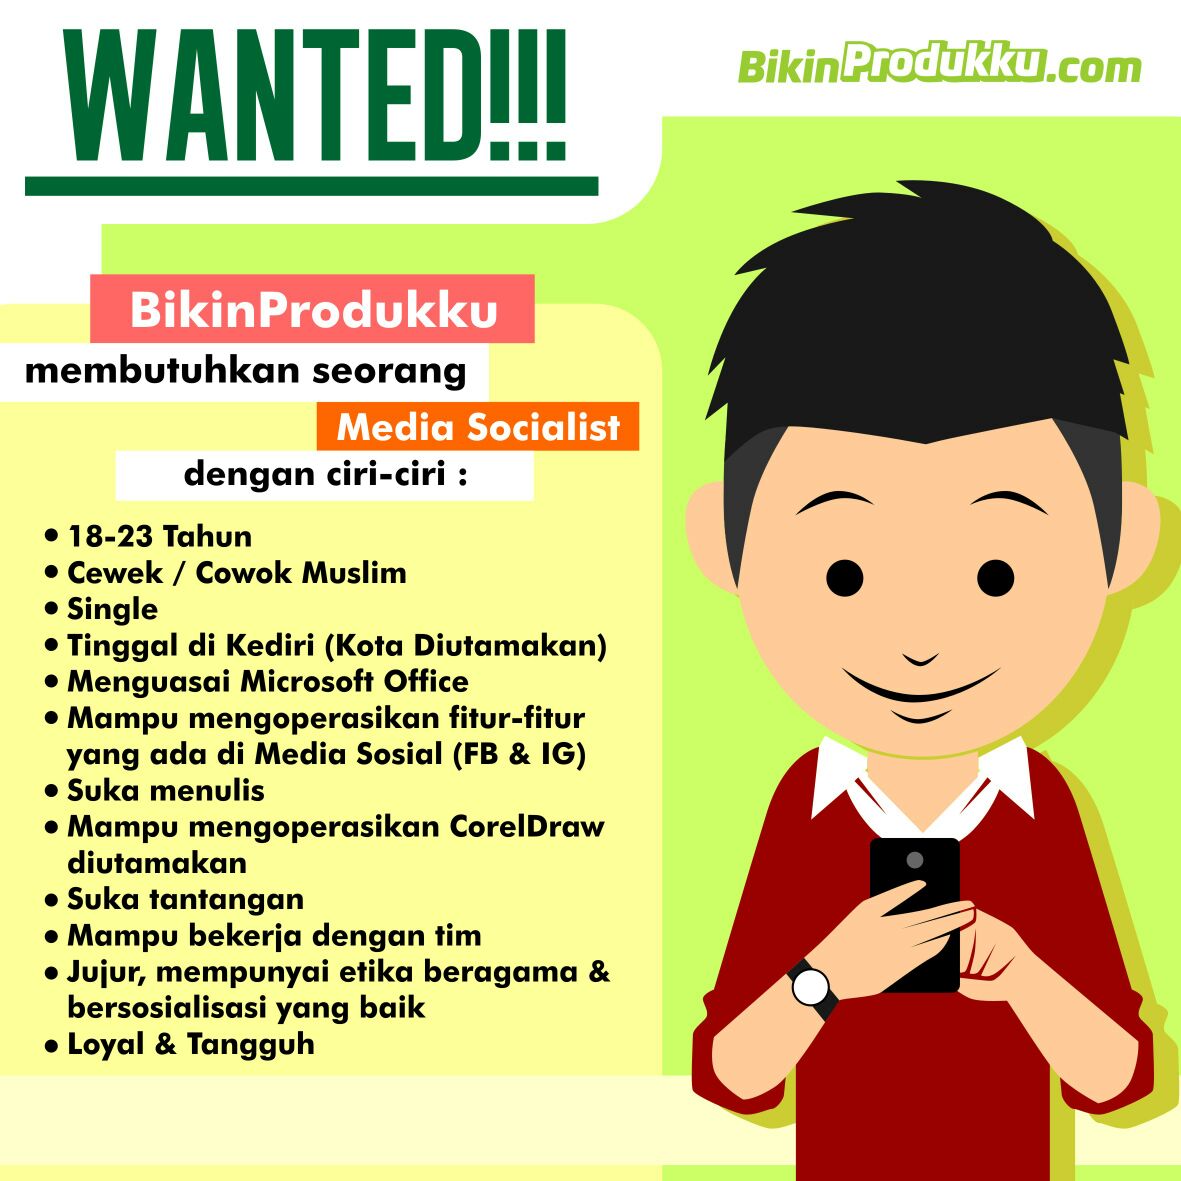 WANTED!!!
BikinProdukku.com
BikinProdukku
membutuhkan seorang
Media Socialist
dengan ciri-ciri :
• 18-23 Tahun
• Cewek / Cowok Muslim
• Single
• Tinggal di Kediri (Kota Diutamakan)
• Menguasai Microsoft Office
• Mampu mengoperasikan fitur-fitur
yang ada di Media Sosial (FB & IG)
• Suka menulis
• Mampu mengoperasikan CorelDraw
diutamakan
• Suka tantangan
• Mampu bekerja dengan tim
• Jujur, mempunyai etika beragama &
bersosialisasi yang baik
• Loyal & Tangguh